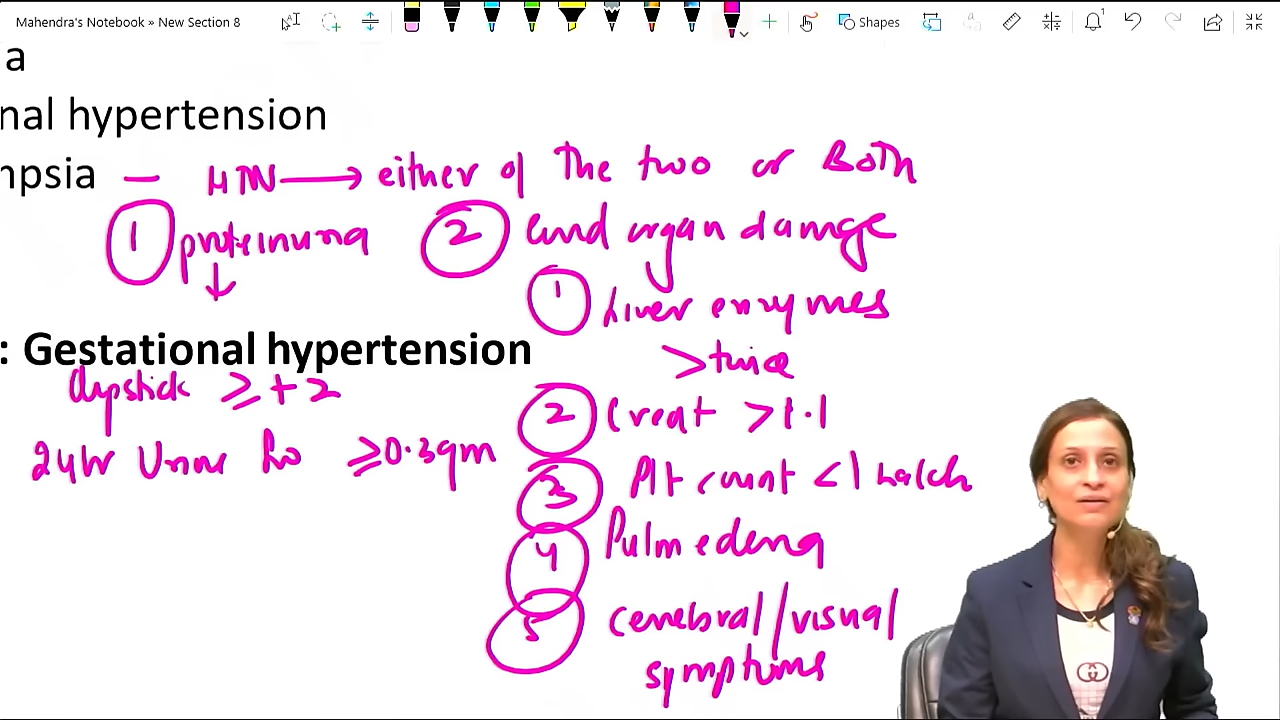 Mahendra's Notebook » New Section 8
Shapes
a
nal hypertension
npsia — HTN → either of The two or BoTh
1 proteinuria 2 end organ damage
1 Liver enzymes
: Gestational hypertension
>twice
dipstick ≥+2
2 Creat >1.1
24hr Urine ≥0.3gm
3 Plt count <1
4 Pulm edema
5 cerebral/visual
symptoms